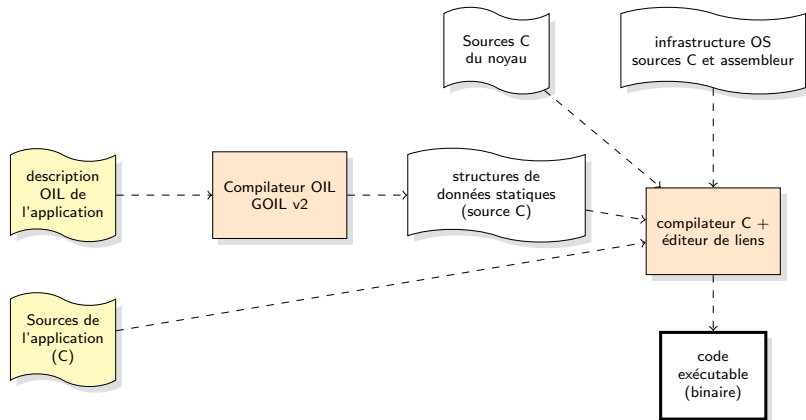 Sources C
du noyau
infrastructure OS
sources C et assembleur
description
OIL de
l'application
Compilateur OIL
GOIL v2
structures de
données statiques
(source C)
compilateur C +
éditeur de liens
Sources de
l'application
(C)
code
exécutable
(binaire)